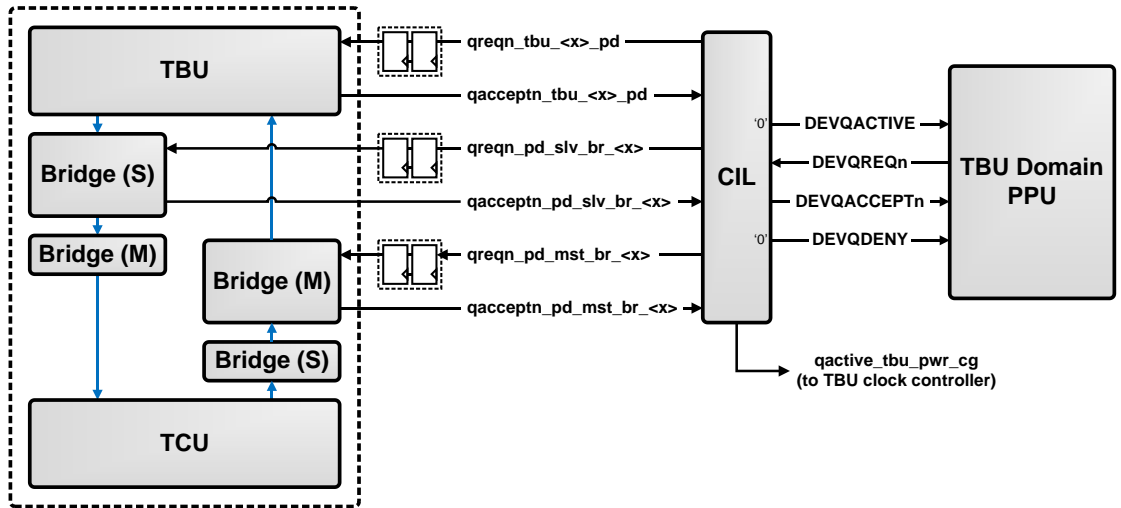 TBU
qreqn_tbu_<x>_pd
qacceptn_tbu_<x>_pd
Bridge (S)
qreqn_pd_slv_br_<x>
qacceptn_pd_slv_br_<x>
Bridge (M)
Bridge (M)
qreqn_pd_mst_br_<x>
qacceptn_pd_mst_br_<x>
Bridge (S)
TCU
CIL
'0'
'0'
DEVQACTIVE
DEVQREQn
DEVQACCEPTn
DEVQDENY
TBU Domain
PPU
qactive_tbu_pwr_cg
(to TBU clock controller)